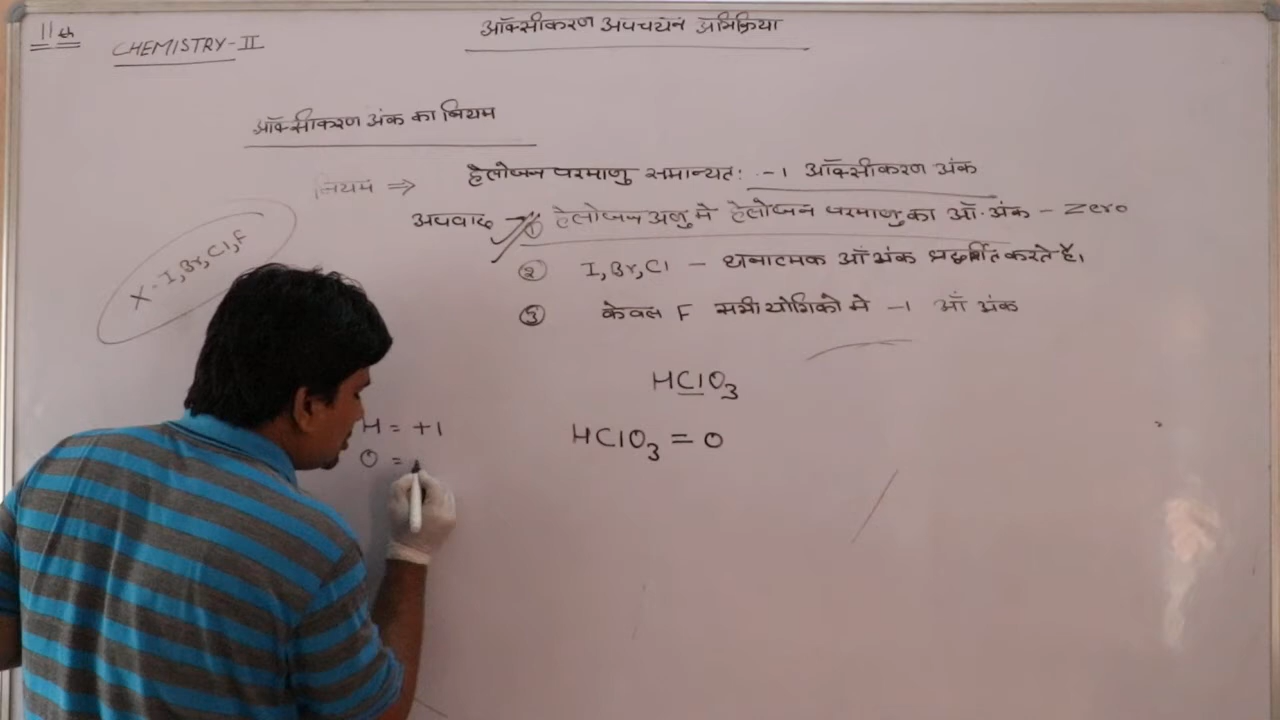 11th
CHEMISTRY-II
ऑक्सीकरण अपचयन अभिक्रिया
ऑक्सीकरण अंक का नियम
नियम ⇒ हैलोजन परमाणु समान्यत: -1 ऑक्सीकरण अंक
अपवाद → ① हैलोजन अणु मे हैलोजन परमाणु का ऑ. अंक - Zero
② I, Br, Cl - धनात्मक ऑ अंक प्रदर्शित करते है।
③ केवल F सभी योगिको मे -1 ऑ अंक
X - I, Br, Cl, F
HClO3
H = +1
HClO3 = 0
O =